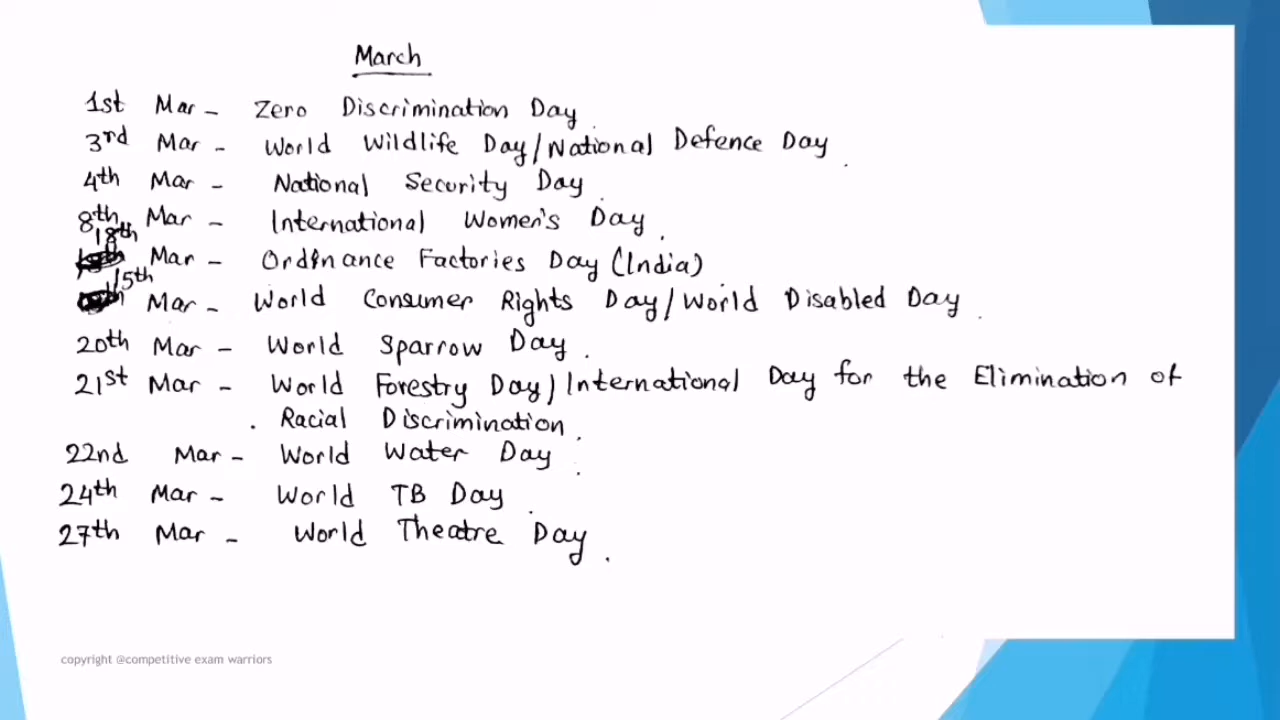 March
1st Mar - Zero Discrimination Day
3rd Mar - World Wildlife Day/National Defence Day
4th Mar - National Security Day
8th Mar - International Women's Day
18th Mar - Ordinance Factories Day (India)
15th Mar - World Consumer Rights Day/World Disabled Day
20th Mar - World Sparrow Day
21st Mar - World Forestry Day/International Day for the Elimination of
Racial Discrimination
22nd Mar - World Water Day
24th Mar - World TB Day
27th Mar - World Theatre Day
copyright @competitive exam warriors